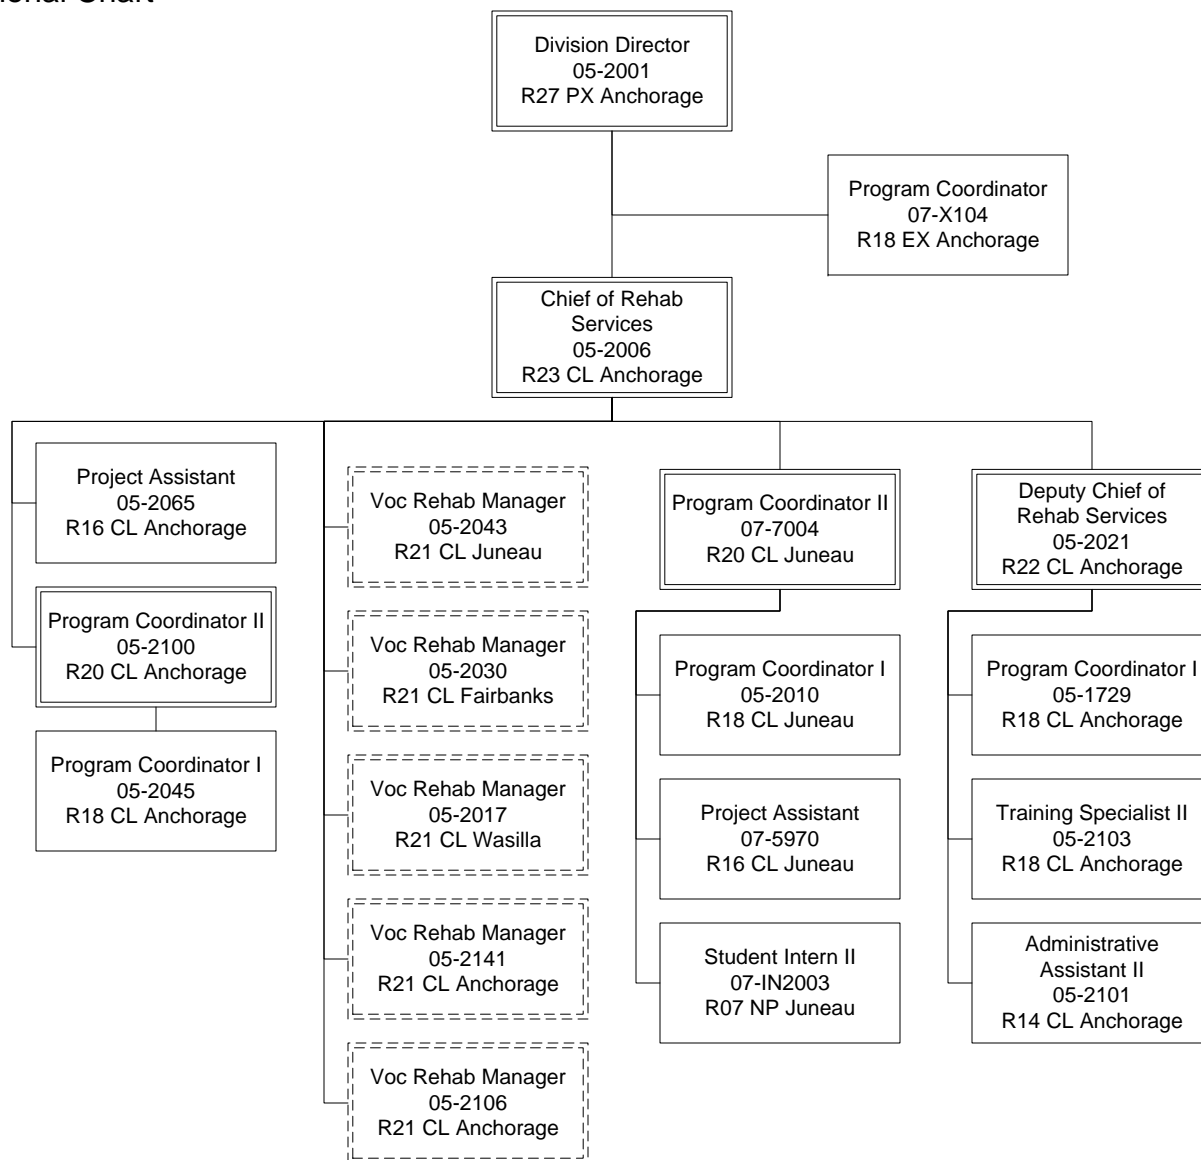 Division Director
05-2001
R27 PX Anchorage
Program Coordinator
07-X104
R18 EX Anchorage
Chief of Rehab
Services
05-2006
R23 CL Anchorage
Project Assistant
05-2065
R16 CL Anchorage
Program Coordinator II
05-2100
R20 CL Anchorage
Program Coordinator I
05-2045
R18 CL Anchorage
Voc Rehab Manager
05-2043
R21 CL Juneau
Voc Rehab Manager
05-2030
R21 CL Fairbanks
Voc Rehab Manager
05-2017
R21 CL Wasilla
Voc Rehab Manager
05-2141
R21 CL Anchorage
Voc Rehab Manager
05-2106
R21 CL Anchorage
Program Coordinator II
07-7004
R20 CL Juneau
Program Coordinator I
05-2010
R18 CL Juneau
Project Assistant
07-5970
R16 CL Juneau
Student Intern II
07-IN2003
R07 NP Juneau
Deputy Chief of
Rehab Services
05-2021
R22 CL Anchorage
Program Coordinator I
05-1729
R18 CL Anchorage
Training Specialist II
05-2103
R18 CL Anchorage
Administrative
Assistant II
05-2101
R14 CL Anchorage